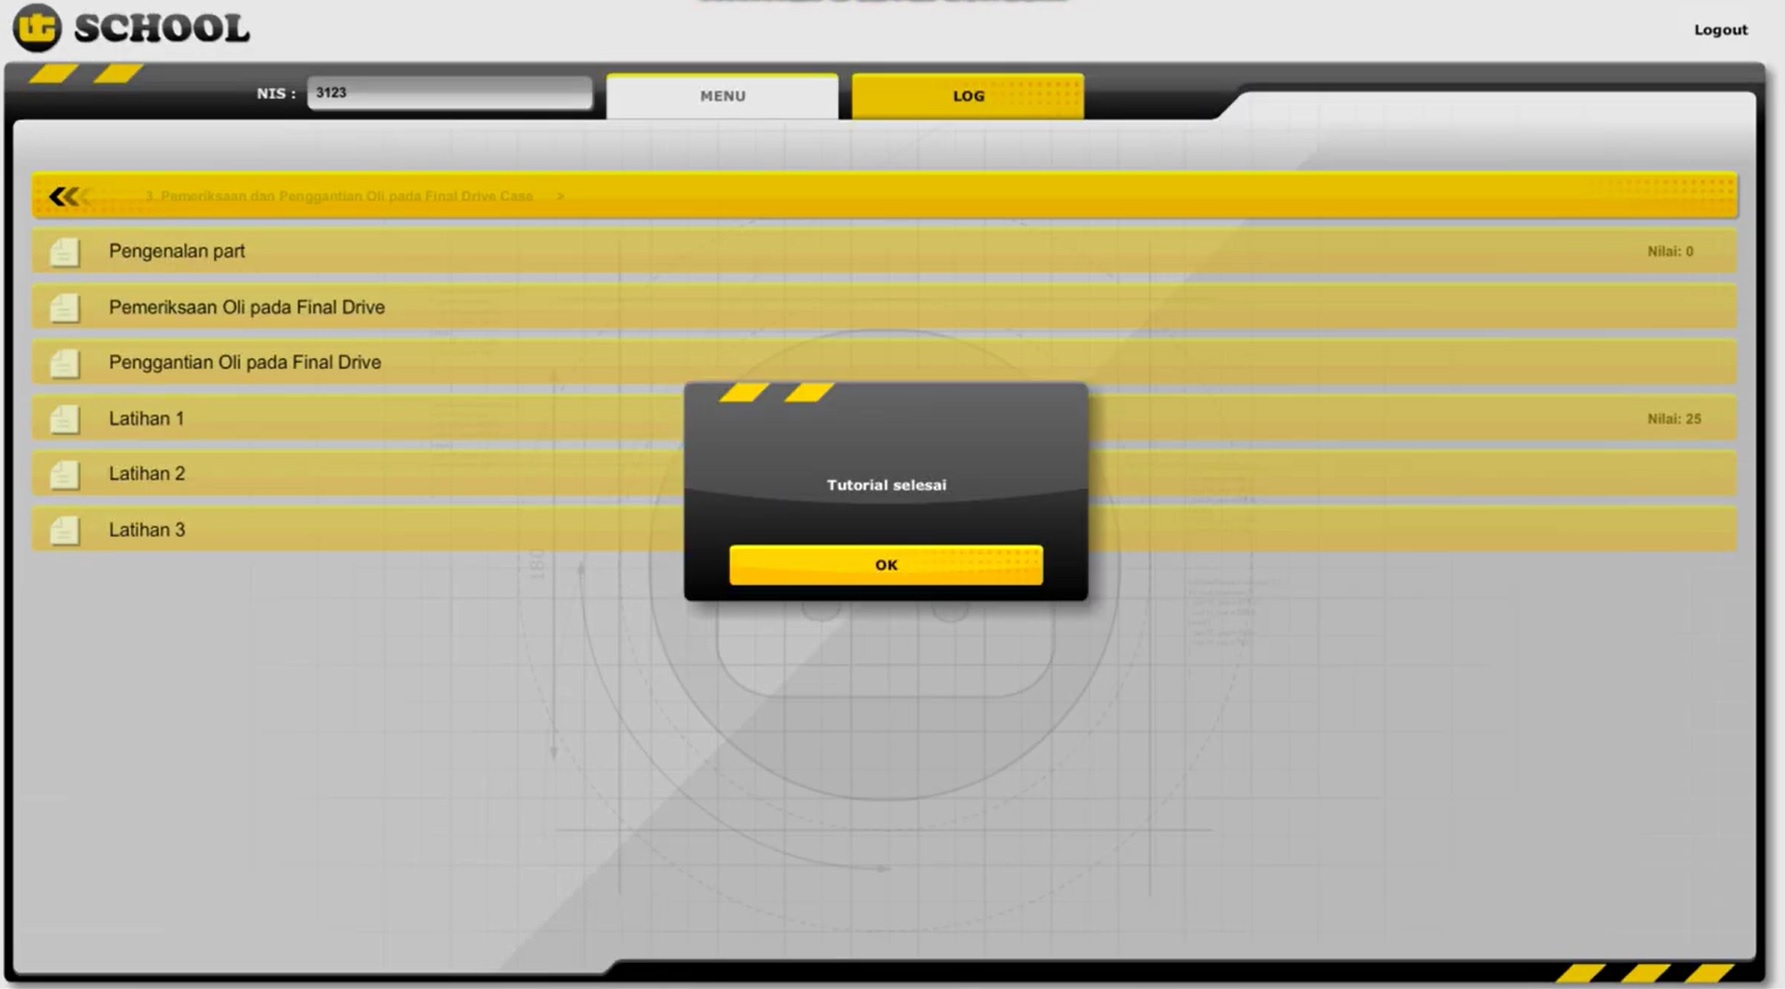 ut SCHOOL
Logout
NIS : 3123
MENU
LOG
3. Pemeriksaan dan Penggantian Oli pada Final Drive Case >
Pengenalan part
Nilai: 0
Pemeriksaan Oli pada Final Drive
Penggantian Oli pada Final Drive
Latihan 1
Nilai: 25
Latihan 2
Latihan 3
Tutorial selesai
OK
180